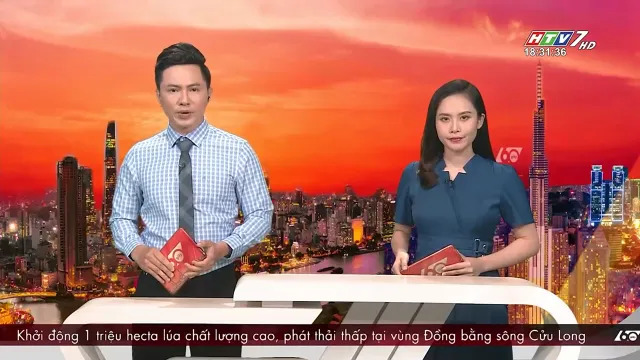 HTV7 HD
18:31:36
Khởi động 1 triệu hecta lúa chất lượng cao, phát thải thấp tại vùng Đồng bằng sông Cửu Long